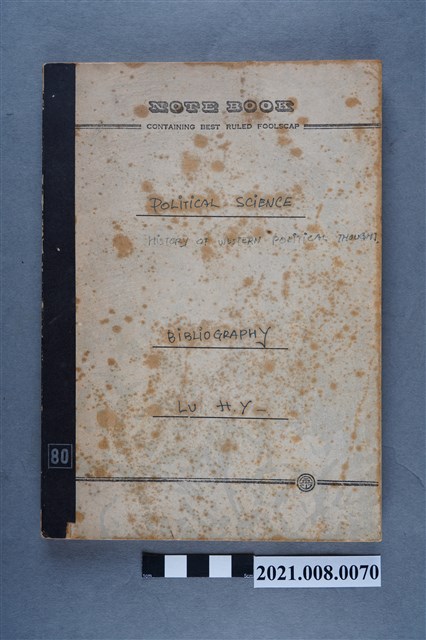 NOTE BOOK
CONTAINING BEST RULED FOOLSCAP
POLITICAL SCIENCE
HISTORY OF WESTERN POLITICAL THOUGHT
BIBLIOGRAPHY
LU H Y
80
2021.008.0070